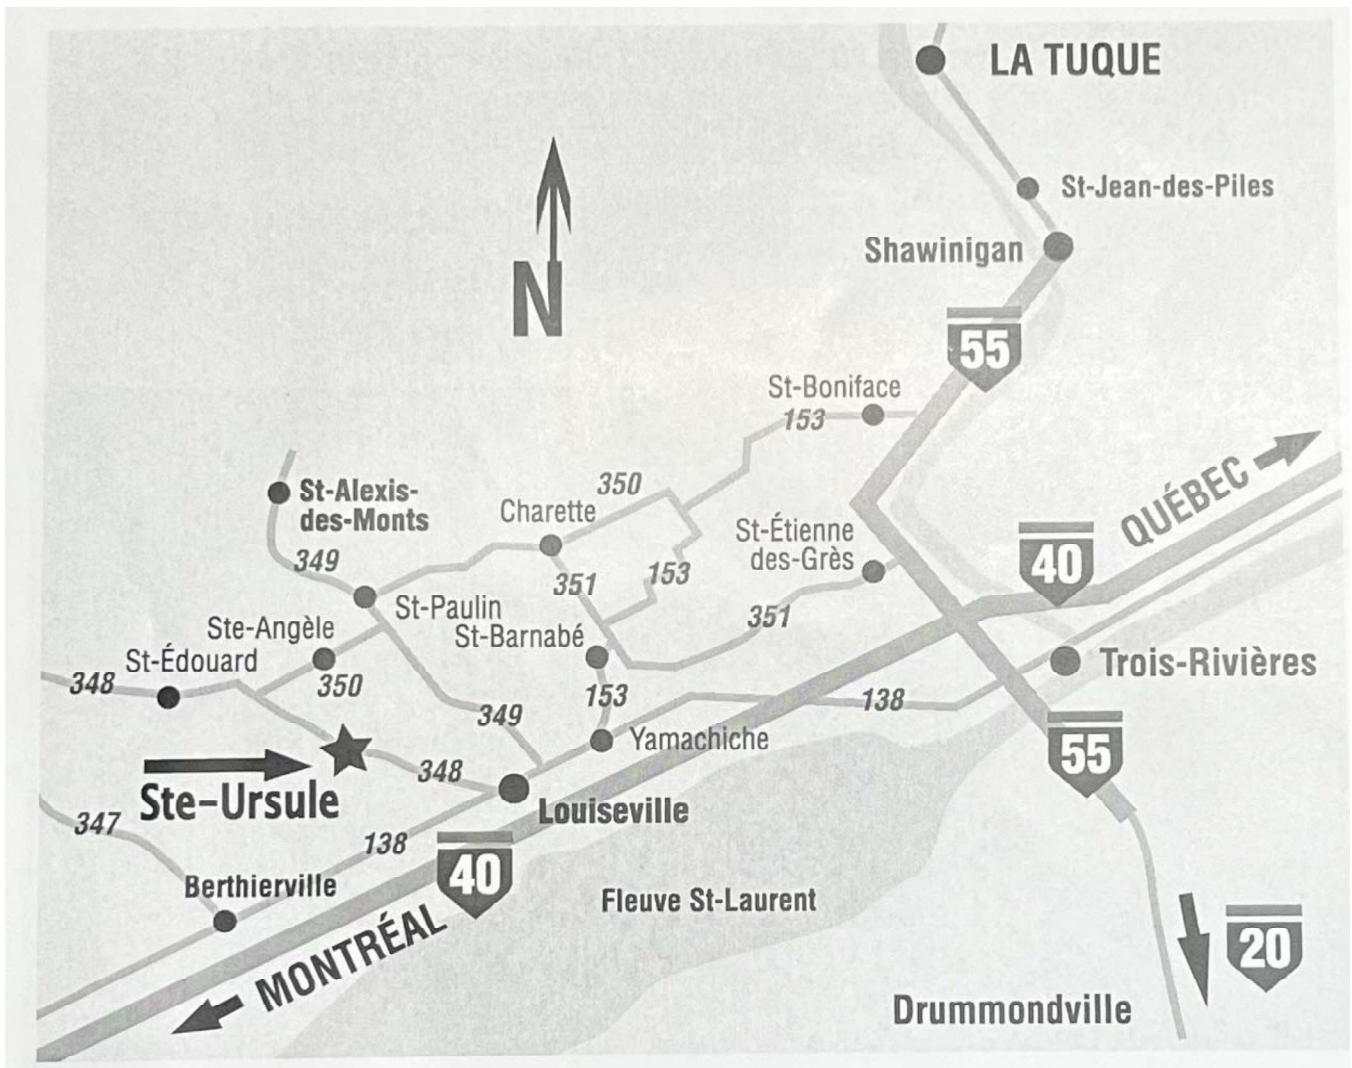 LA TUQUE
St-Jean-des-Piles
Shawinigan
N
55
St-Boniface
153
QUÉBEC
St-Alexis-
des-Monts
350
Charette
St-Étienne
des-Grès
40
349
351
153
351
St-Paulin
Ste-Angèle
St-Barnabé
St-Édouard
Trois-Rivières
348
350
153
138
349
Yamachiche
55
348
Ste-Ursule
Louiseville
347
138
40
Berthierville
Fleuve St-Laurent
MONTRÉAL
20
Drummondville